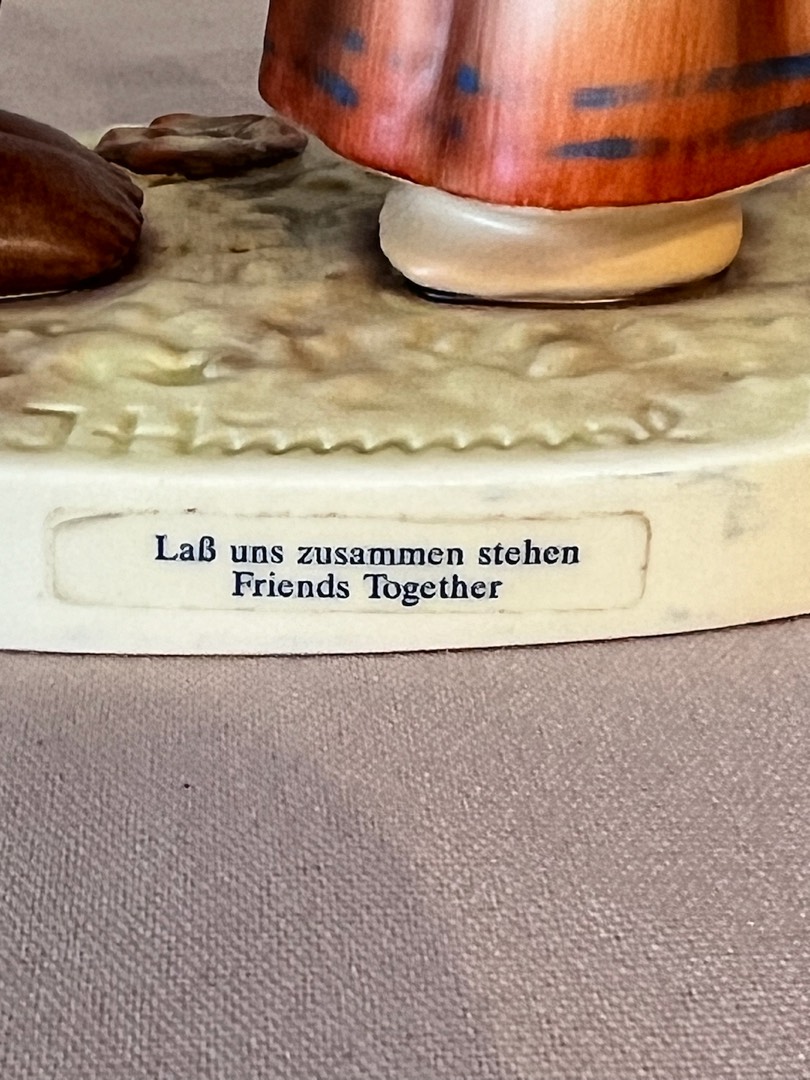 Laß uns zusammen stehen
Friends Together